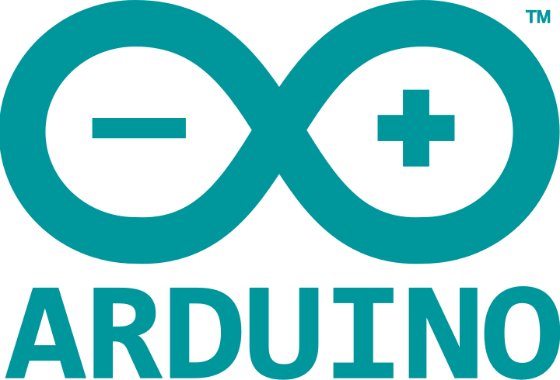 ™
− +
ARDUINO